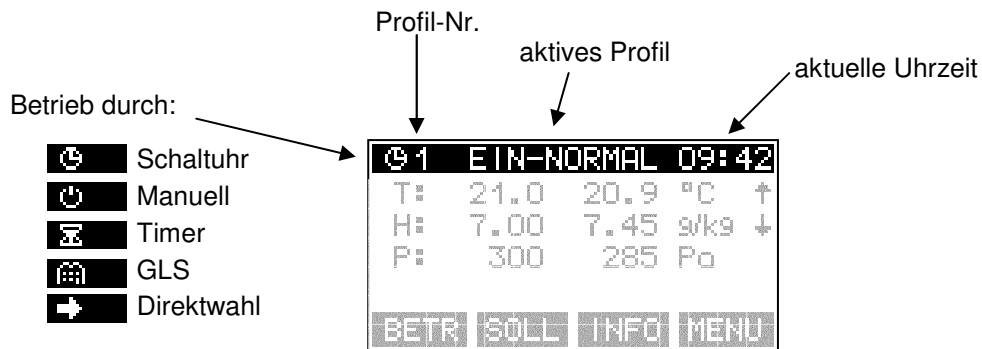 Profil-Nr.
aktives Profil
aktuelle Uhrzeit
Betrieb durch:
Schaltuhr
Manuell
Timer
GLS
Direktwahl
1 EIN-NORMAL 09:42
T: 21.0 20.9 °C ↑
H: 7.00 7.45 g/kg ↓
P: 300 285 Pa
BETR SOLL INFO MENU